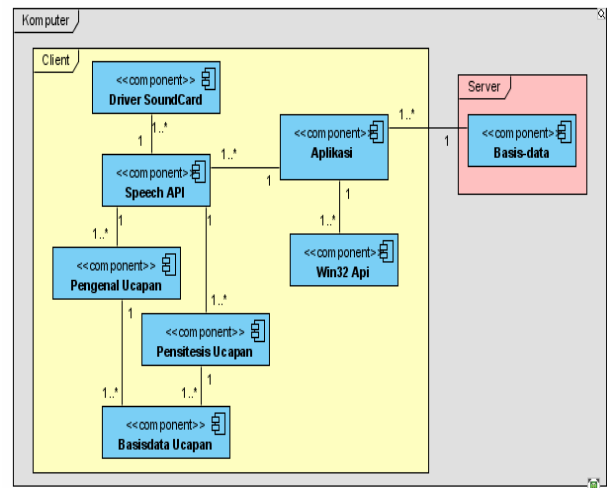 Komputer
Client
<<component>>
Driver SoundCard
1..*
1
<<component>>
Speech API
1..*
1
<<component>>
Aplikasi
1..*
1
Server
<<component>>
Basis-data
1
1..*
<<component>>
Win32 Api
1
1..*
<<component>>
Pengenal Ucapan
1
1..*
<<component>>
Pensitesis Ucapan
1
1..*
1
1..*
<<component>>
Basisdata Ucapan